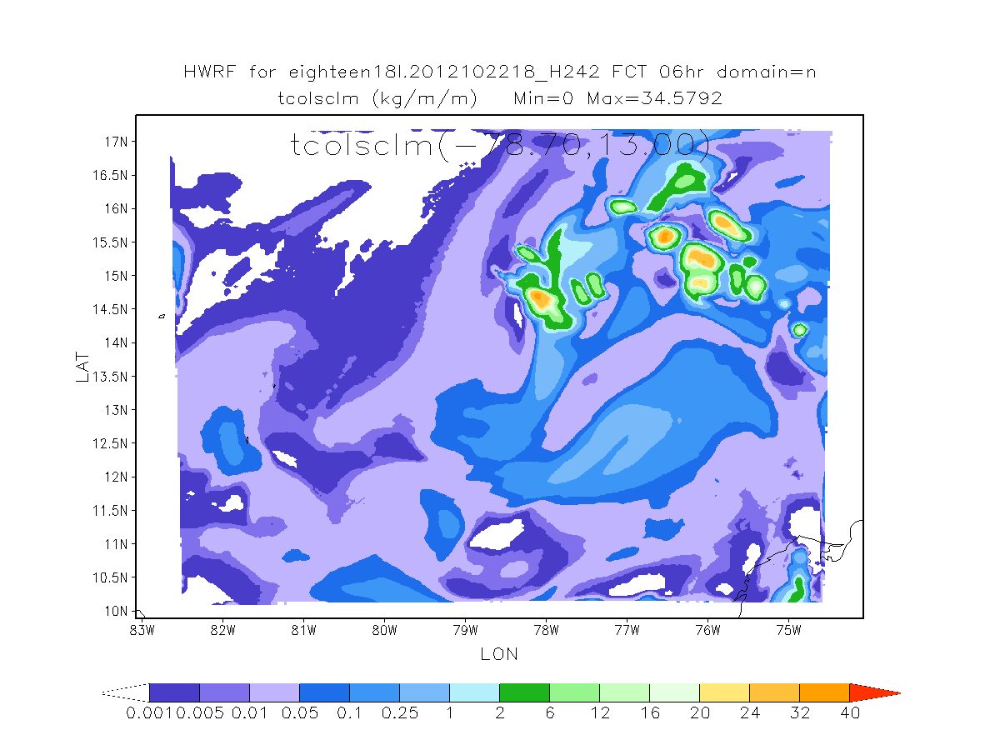 HWRF for eighteen18l.2012102218_H242 FCT 06hr domain=n
tcolsclm (kg/m/m) Min=0 Max=34.5792
tcolsclm(-78.70,13.00)
17N
16.5N
16N
15.5N
15N
14.5N
14N
13.5N
13N
12.5N
12N
11.5N
11N
10.5N
10N
LAT
83W 82W 81W 80W 79W 78W 77W 76W 75W
LON
0.001 0.005 0.01 0.05 0.1 0.25 1 2 6 12 16 20 24 32 40